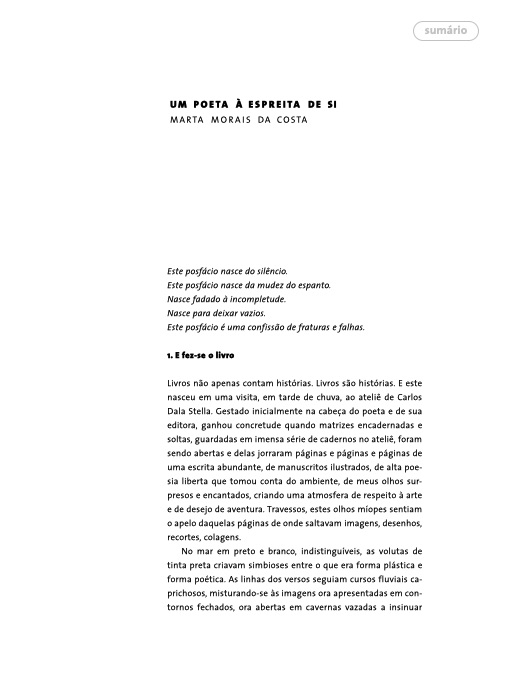 sumário
UM POETA À ESPREITA DE SI
MARTA MORAIS DA COSTA
Este posfácio nasce do silêncio.
Este posfácio nasce da mudez do espanto.
Nasce fadado à incompletude.
Nasce para deixar vazios.
Este posfácio é uma confissão de fraturas e falhas.
1. E fez-se o livro
Livros não apenas contam histórias. Livros são histórias. E este
nasceu em uma visita, em tarde de chuva, ao ateliê de Carlos
Dala Stella. Gestado inicialmente na cabeça do poeta e de sua
editora, ganhou concretude quando matrizes encadernadas e
soltas, guardadas em imensa série de cadernos no ateliê, foram
sendo abertas e delas jorraram páginas e páginas e páginas de
uma escrita abundante, de manuscritos ilustrados, de alta poe-
sia liberta que tomou conta do ambiente, de meus olhos sur-
presos e encantados, criando uma atmosfera de respeito à arte
e de desejo de aventura. Travessos, estes olhos míopes sentiam
o apelo daquelas páginas de onde saltavam imagens, desenhos,
recortes, colagens.
No mar em preto e branco, indistinguíveis, as volutas de
tinta preta criavam simbioses entre o que era forma plástica e
forma poética. As linhas dos versos seguiam cursos fluviais ca-
prichosos, misturando-se às imagens ora apresentadas em con-
tornos fechados, ora abertas em cavernas vazadas a insinuar